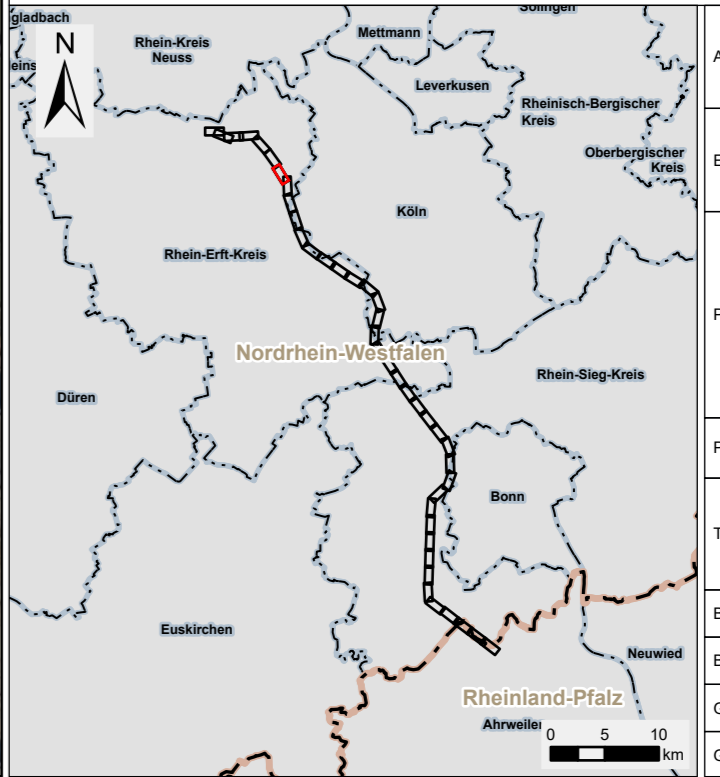 Solingen
gladbach
Mettmann
N
Rhein-Kreis
Neuss
Leverkusen
Rheinisch-Bergischer
Kreis
Oberbergischer
Kreis
Köln
Rhein-Erft-Kreis
Nordrhein-Westfalen
Rhein-Sieg-Kreis
Düren
Bonn
Euskirchen
Neuwied
Rheinland-Pfalz
Ahrweiler
0 5 10
km